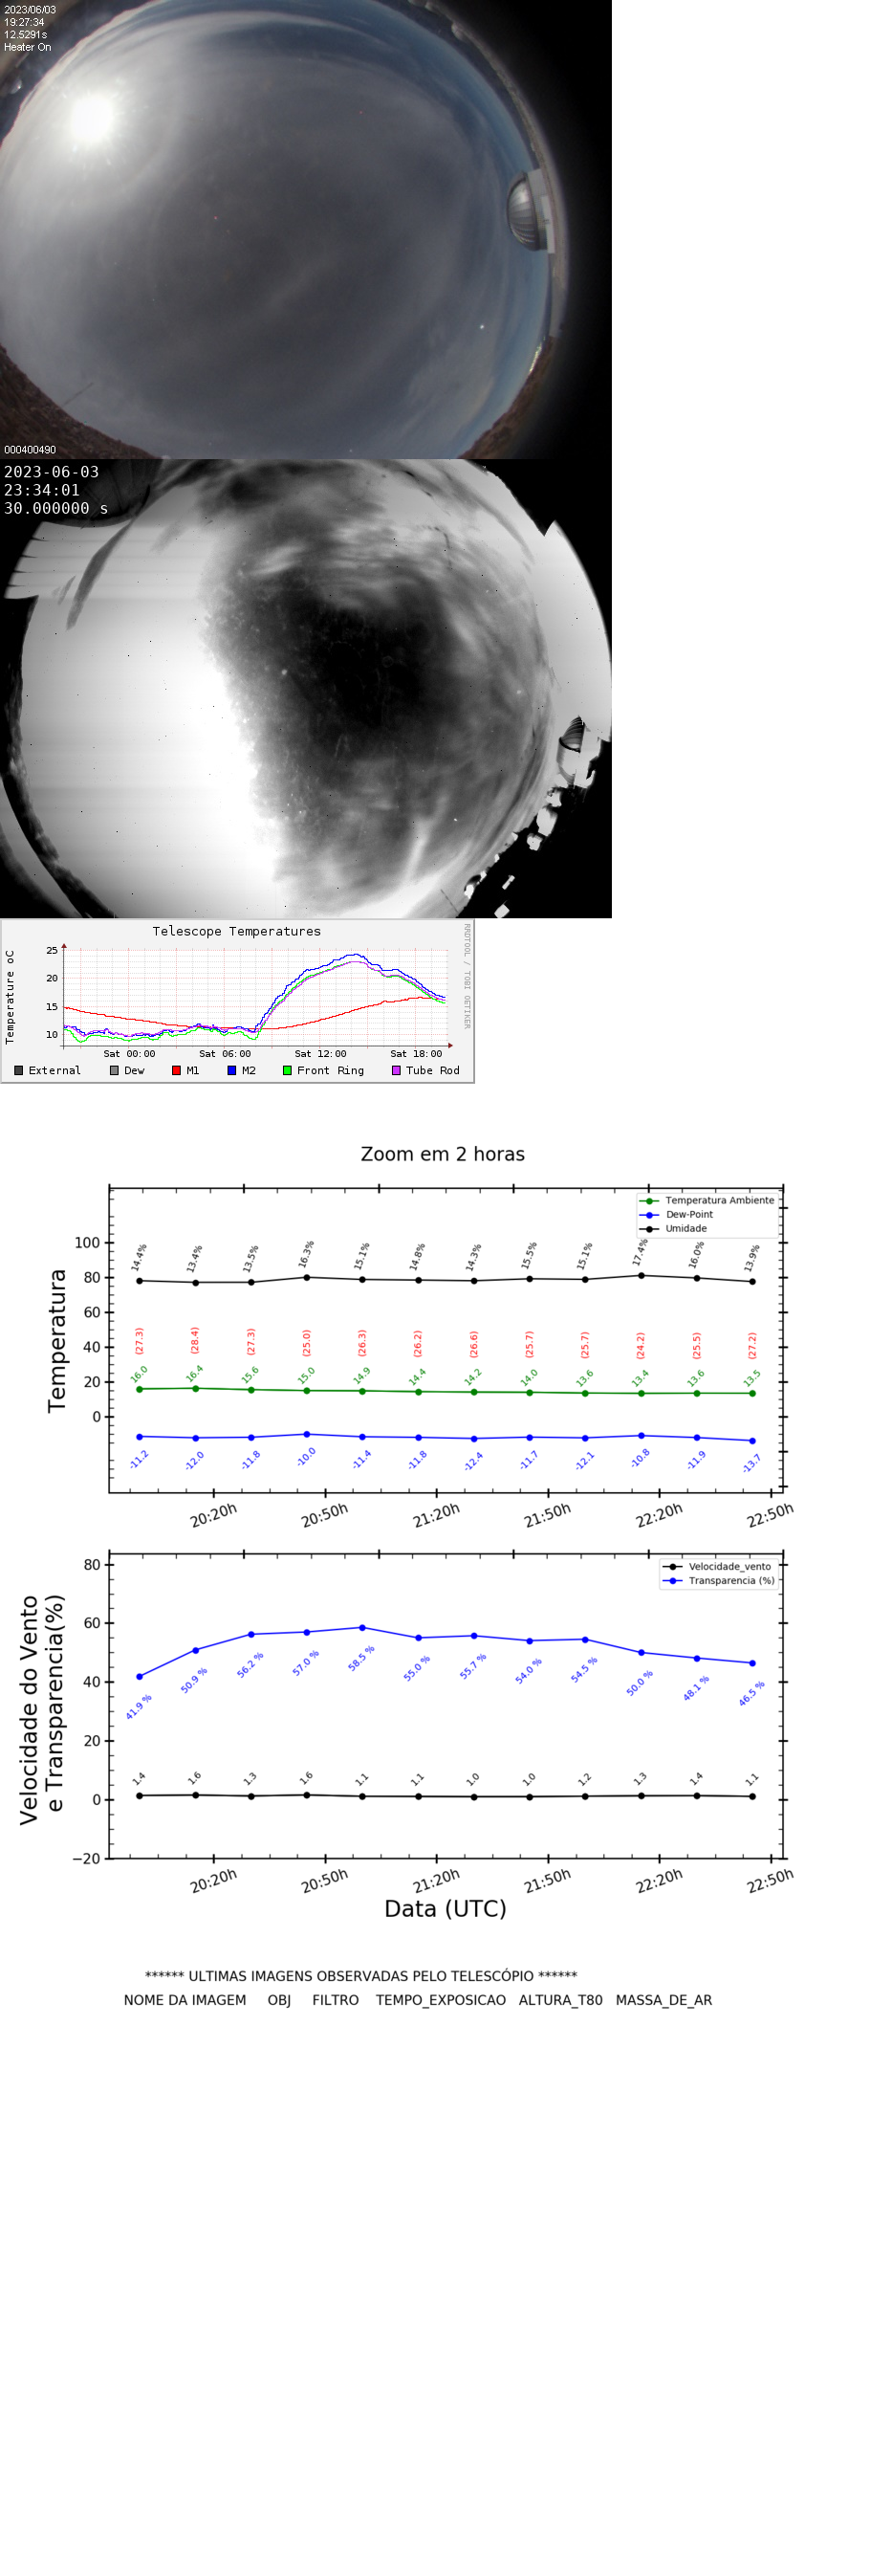 2023/06/03
19:27:34
12.5291s
Heater On
000400490
2023-06-03
23:34:01
30.000000 s
Telescope Temperatures
RRDTOOL / TOBI OETIKER
Temperature oC
25
20
15
10
Sat 00:00 Sat 06:00 Sat 12:00 Sat 18:00
External Dew M1 M2 Front Ring Tube Rod
Zoom em 2 horas
Temperatura Ambiente
Dew-Point
Umidade
Temperatura
100
80
60
40
20
0
14.4% 13.4% 13.5% 16.3% 15.1% 14.8% 14.3% 15.5% 15.1% 17.4% 16.0% 13.9%
(27.3) (28.4) (27.3) (25.0) (26.3) (26.2) (26.6) (25.7) (25.7) (24.2) (25.5) (27.2)
16.0 16.4 15.6 15.0 14.9 14.4 14.2 14.0 13.6 13.4 13.6 13.5
-11.2 -12.0 -11.8 -10.0 -11.4 -11.8 -12.4 -11.7 -12.1 -10.8 -11.9 -13.7
20:20h 20:50h 21:20h 21:50h 22:20h 22:50h
Velocidade_vento
Transparencia (%)
Velocidade do Vento
e Transparencia(%)
80
60
40
20
0
−20
41.9 % 50.9 % 56.2 % 57.0 % 58.5 % 55.0 % 55.7 % 54.0 % 54.5 % 50.0 % 48.1 % 46.5 %
1.4 1.6 1.3 1.6 1.1 1.1 1.0 1.0 1.2 1.3 1.4 1.1
20:20h 20:50h 21:20h 21:50h 22:20h 22:50h
Data (UTC)
****** ULTIMAS IMAGENS OBSERVADAS PELO TELESCÓPIO ******
NOME DA IMAGEM OBJ FILTRO TEMPO_EXPOSICAO ALTURA_T80 MASSA_DE_AR